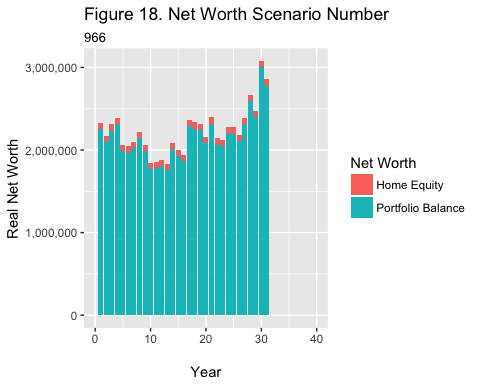 Figure 18. Net Worth Scenario Number
966
3,000,000
2,000,000
1,000,000
0
Real Net Worth
0 10 20 30 40
Year
Net Worth
Home Equity
Portfolio Balance